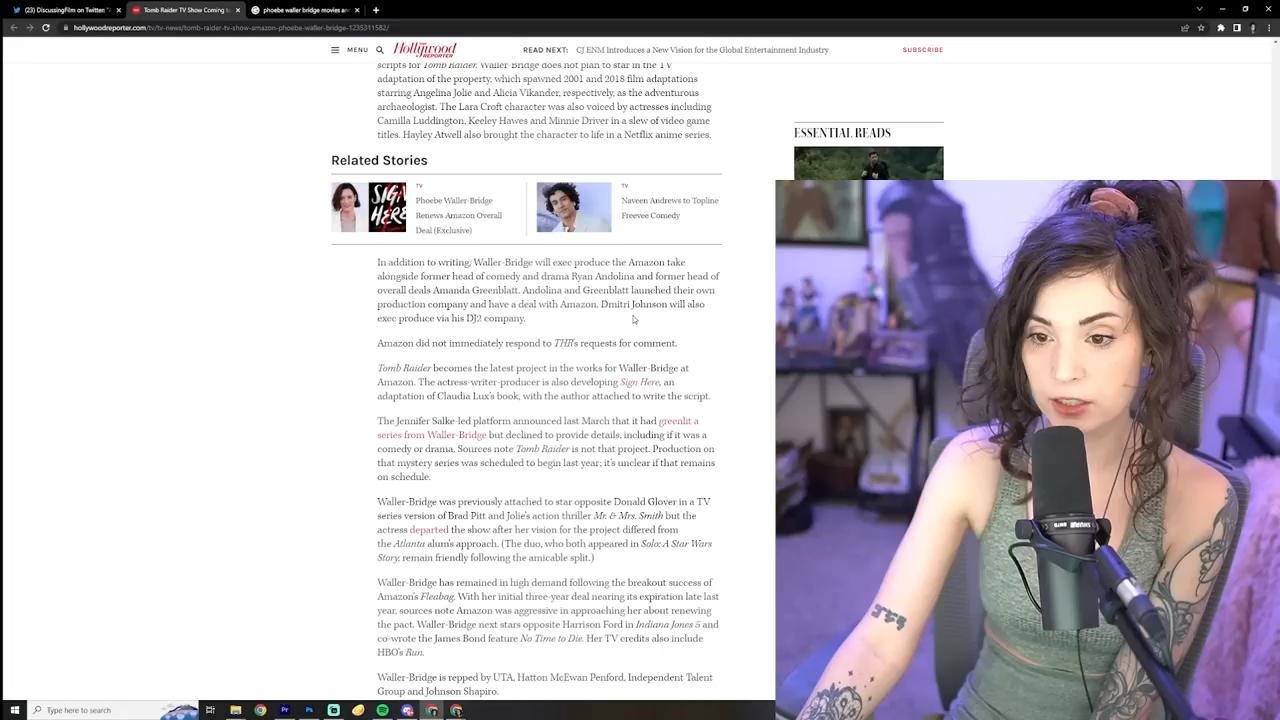 (23) DiscussingFilm on Twitter: "
Tomb Raider TV Show Coming t
phoebe waller bridge movies an
hollywoodreporter.com/tv/tv-news/tomb-raider-tv-show-amazon-phoebe-waller-bridge-1235311582/
MENU
THE Hollywood REPORTER
READ NEXT: CJ ENM Introduces a New Vision for the Global Entertainment Industry
SUBSCRIBE
scripts for Tomb Raider. Waller-Bridge does not plan to star in the TV
adaptation of the property, which spawned 2001 and 2018 film adaptations
starring Angelina Jolie and Alicia Vikander, respectively, as the adventurous
archaeologist. The Lara Croft character was also voiced by actresses including
Camilla Luddington, Keeley Hawes and Minnie Driver in a slew of video game
titles. Hayley Atwell also brought the character to life in a Netflix anime series.
ESSENTIAL READS
Related Stories
SIGN
HERE
TV
Phoebe Waller-Bridge
Renews Amazon Overall
Deal (Exclusive)
TV
Naveen Andrews to Topline
Freevee Comedy
In addition to writing, Waller-Bridge will exec produce the Amazon take
alongside former head of comedy and drama Ryan Andolina and former head of
overall deals Amanda Greenblatt. Andolina and Greenblatt launched their own
production company and have a deal with Amazon. Dmitri Johnson will also
exec produce via his DJ2 company.
Amazon did not immediately respond to THR's requests for comment.
Tomb Raider becomes the latest project in the works for Waller-Bridge at
Amazon. The actress-writer-producer is also developing Sign Here, an
adaptation of Claudia Lux's book, with the author attached to write the script.
The Jennifer Salke-led platform announced last March that it had greenlit a
series from Waller-Bridge but declined to provide details, including if it was a
comedy or drama. Sources note Tomb Raider is not that project. Production on
that mystery series was scheduled to begin last year; it's unclear if that remains
on schedule.
Waller-Bridge was previously attached to star opposite Donald Glover in a TV
series version of Brad Pitt and Jolie's action thriller Mr. & Mrs. Smith but the
actress departed the show after her vision for the project differed from
the Atlanta alum's approach. (The duo, who both appeared in Solo: A Star Wars
Story, remain friendly following the amicable split.)
Waller-Bridge has remained in high demand following the breakout success of
Amazon's Fleabag. With her initial three-year deal nearing its expiration late last
year, sources note Amazon was aggressive in approaching her about renewing
the pact. Waller-Bridge next stars opposite Harrison Ford in Indiana Jones 5 and
co-wrote the James Bond feature No Time to Die. Her TV credits also include
HBO's Run.
Waller-Bridge is repped by UTA, Hatton McEwan Penford, Independent Talent
Group and Johnson Shapiro.
Type here to search